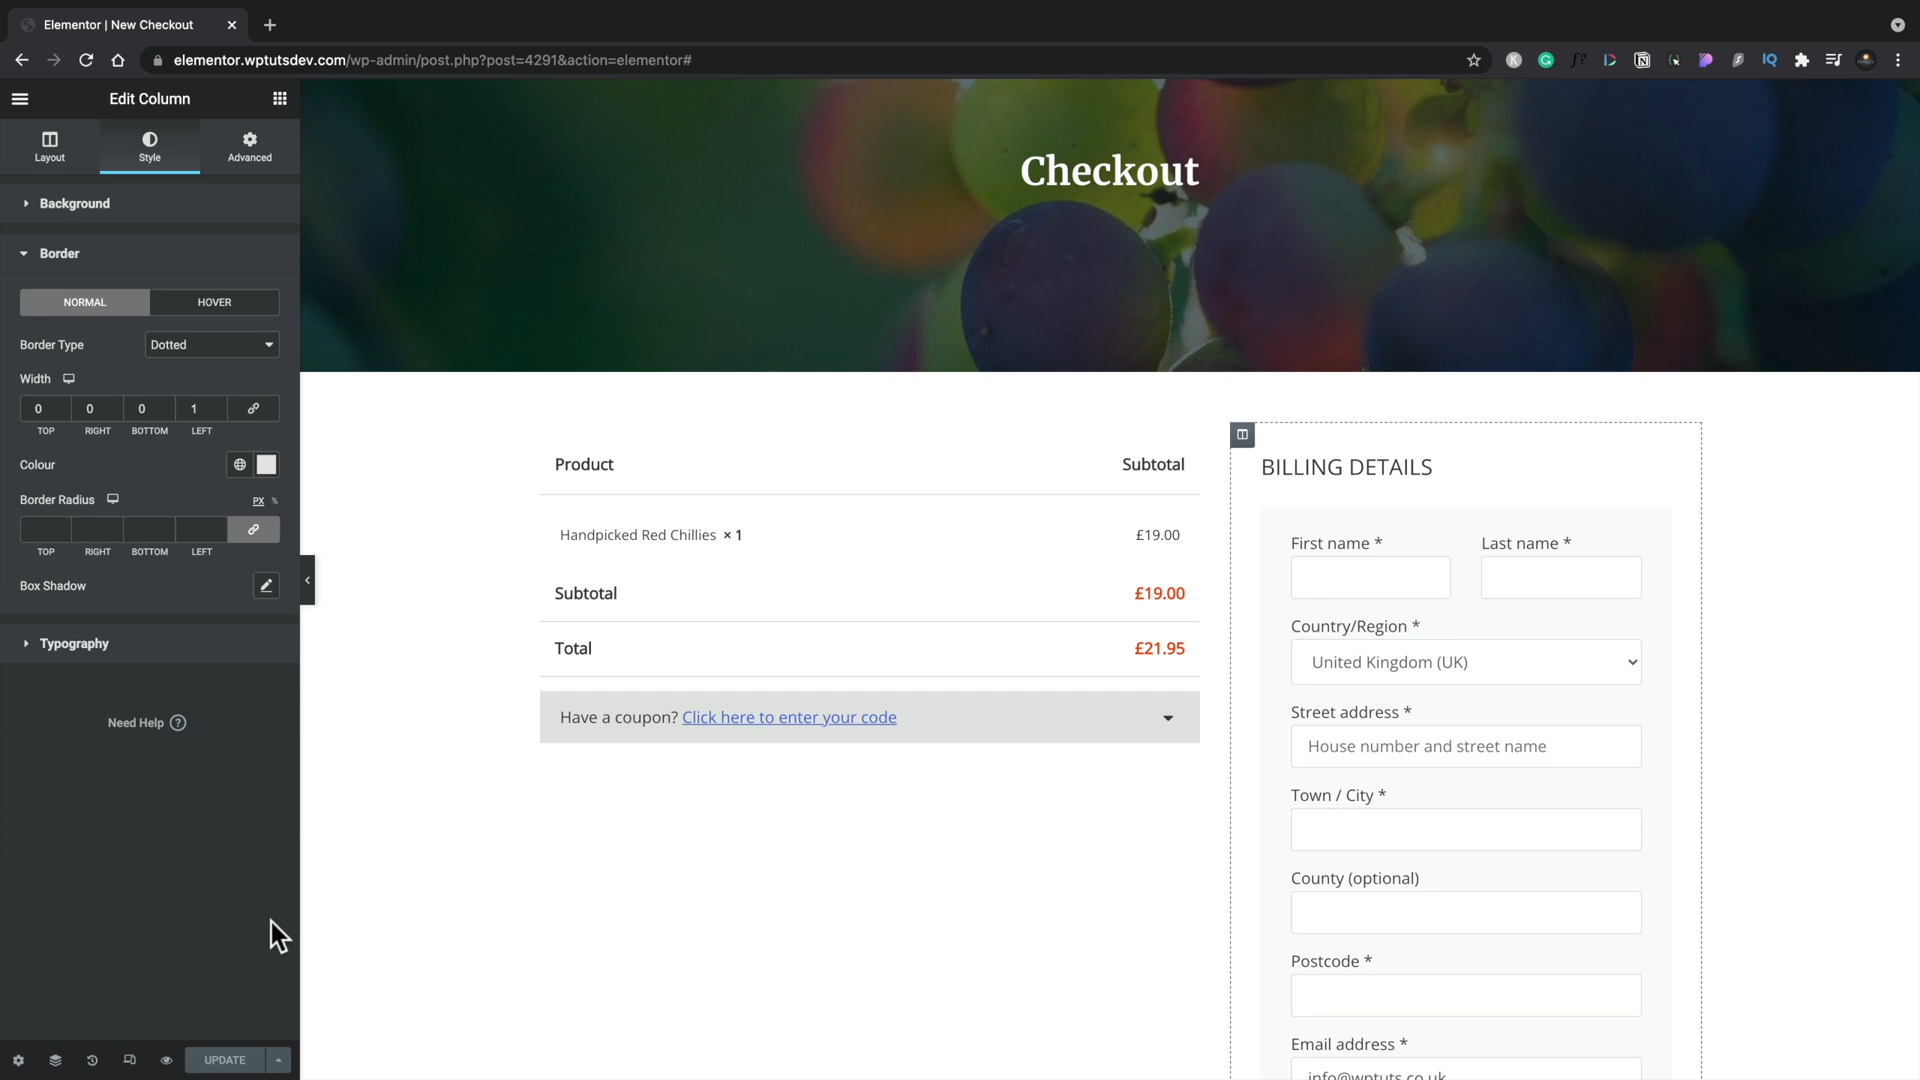 Elementor | New Checkout
elementor.wptutsdev.com/wp-admin/post.php?post=4291&action=elementor#
Edit Column
Layout
Style
Advanced
Background
Border
NORMAL
HOVER
Border Type
Dotted
Width
0
0
0
1
TOP
RIGHT
BOTTOM
LEFT
Colour
Border Radius
PX
%
TOP
RIGHT
BOTTOM
LEFT
Box Shadow
Typography
Need Help
UPDATE
Checkout
Product
Subtotal
Handpicked Red Chillies × 1
£19.00
Subtotal
£19.00
Total
£21.95
Have a coupon? Click here to enter your code
BILLING DETAILS
First name *
Last name *
Country/Region *
United Kingdom (UK)
Street address *
House number and street name
Town / City *
County (optional)
Postcode *
Email address *
info@wptuts.co.uk